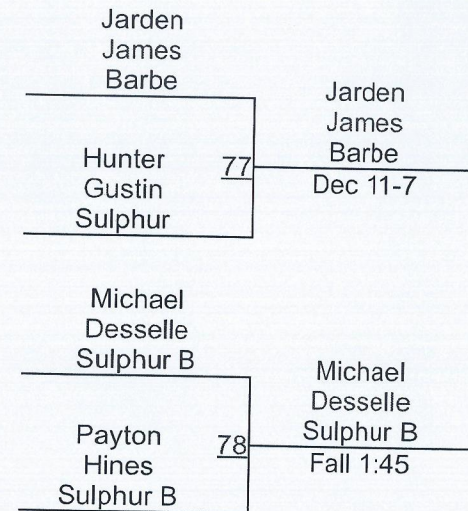 Jarden
James
Barbe
Hunter
Gustin
Sulphur
77
Jarden
James
Barbe
Dec 11-7
Michael
Desselle
Sulphur B
Payton
Hines
Sulphur B
78
Michael
Desselle
Sulphur B
Fall 1:45